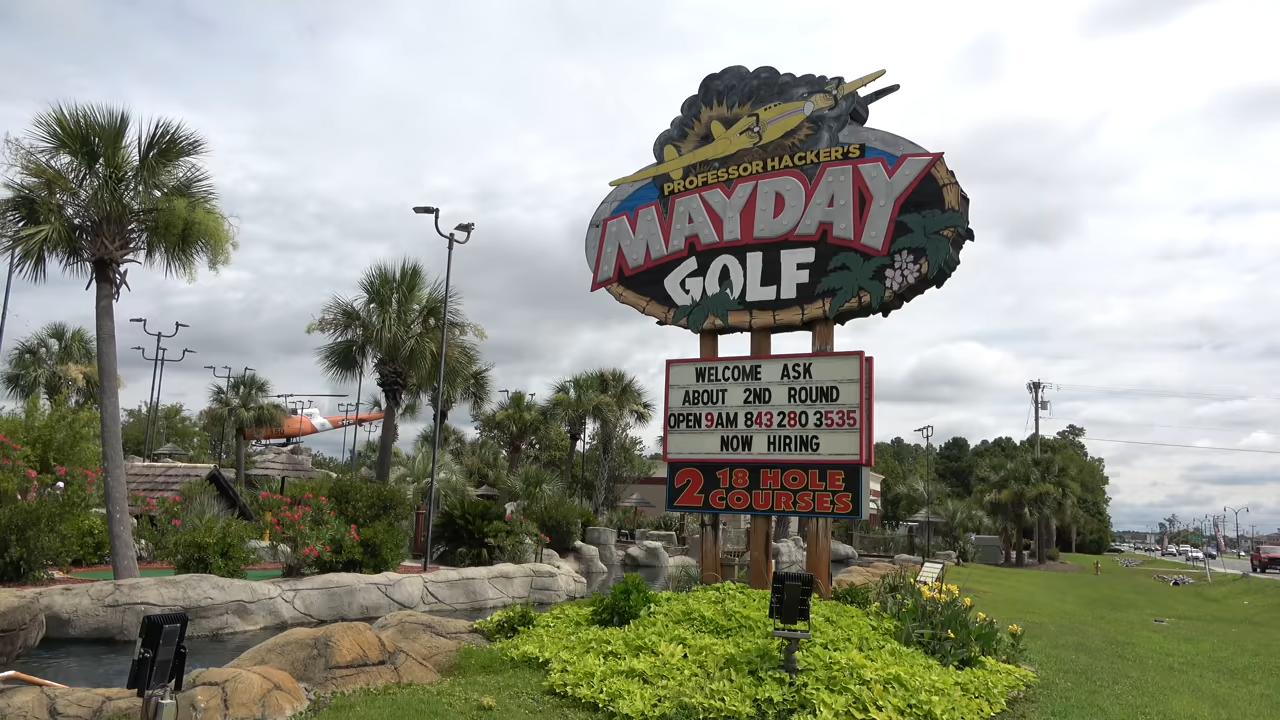 PROFESSOR HACKER'S
MAYDAY
GOLF
WELCOME ASK
ABOUT 2ND ROUND
OPEN 9AM 843 280 3535
NOW HIRING
2 18 HOLE
COURSES